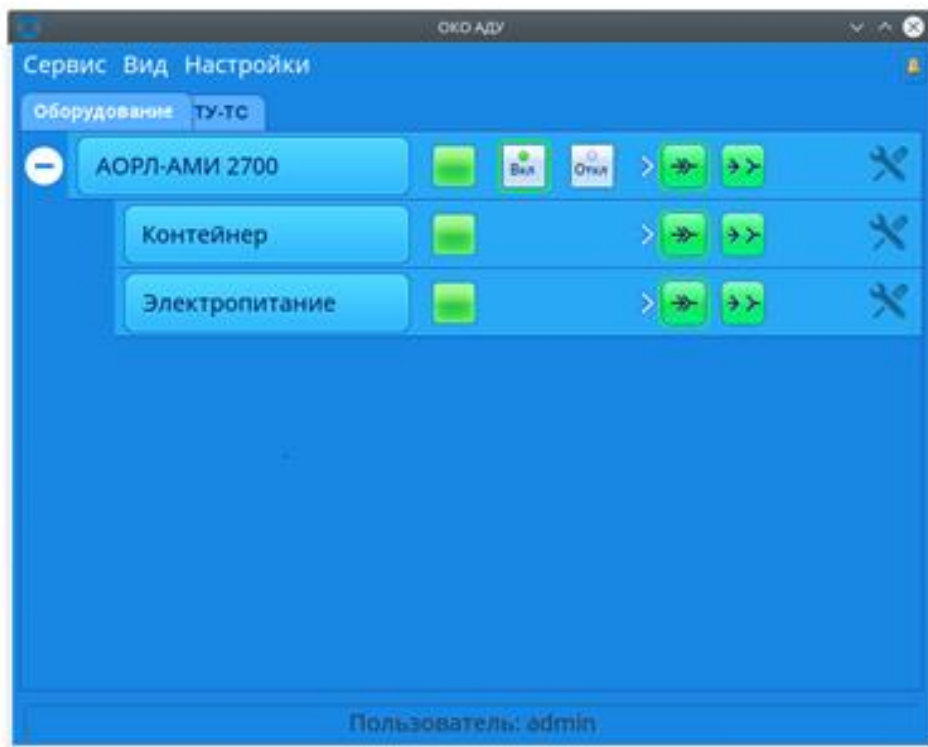 ОКО АДУ
Сервис Вид Настройки
Оборудование ТУ-ТС
АОРЛ-АМИ 2700 Вкл Откл
Контейнер
Электропитание
Пользователь: admin